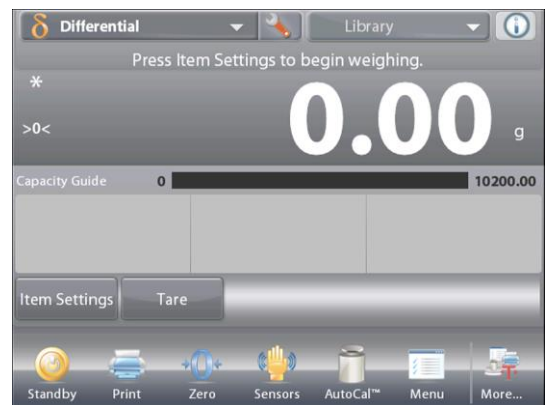 δ Differential Library
Press Item Settings to begin weighing.
*
>0<
0.00 g
Capacity Guide 0 10200.00
Item Settings Tare
Standby Print Zero Sensors AutoCal™ Menu More...